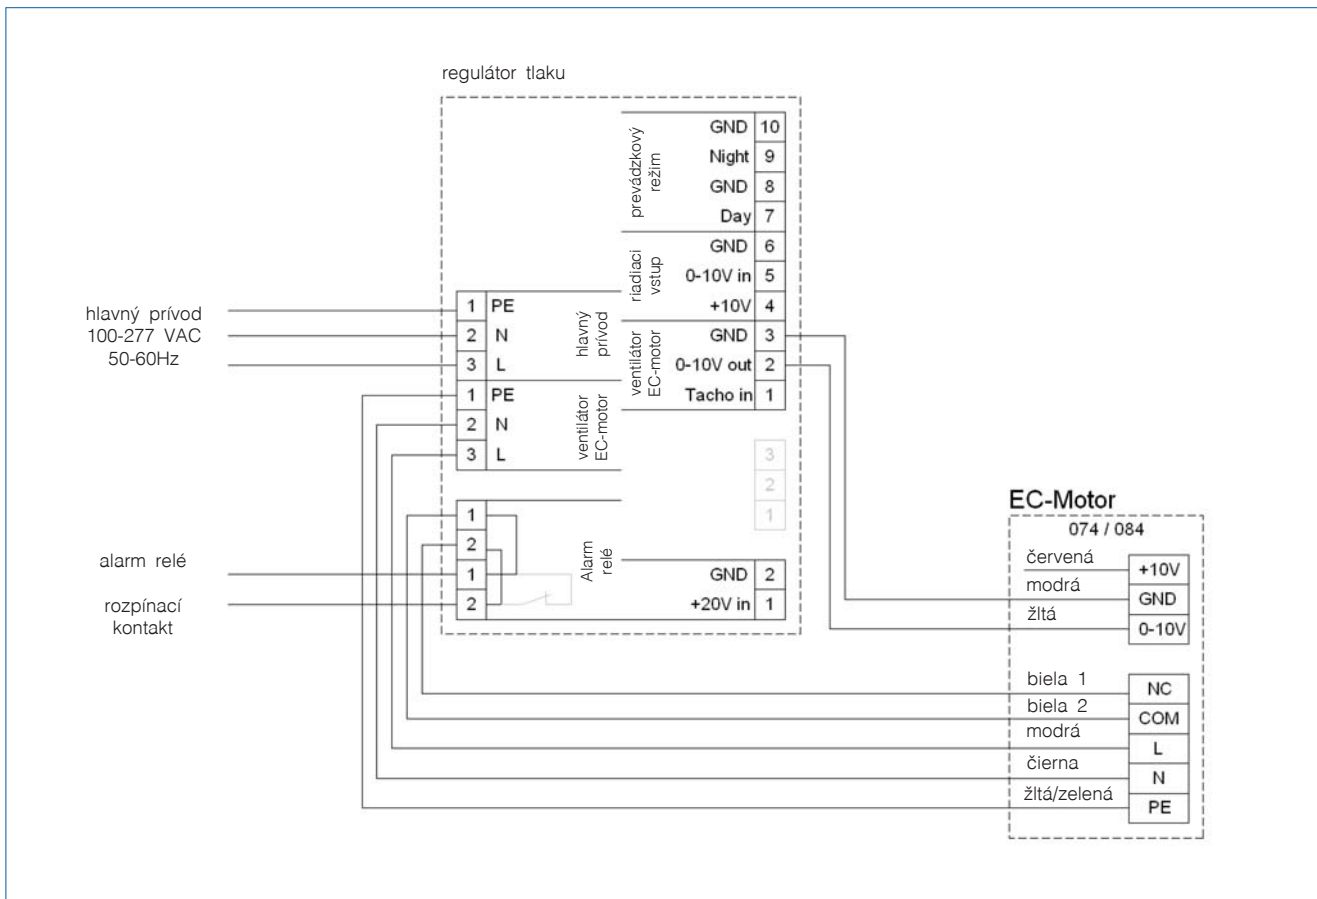 regulátor tlaku
prevádzkový
režim
GND 10
Night 9
GND 8
Day 7
riadiaci
vstup
GND 6
0-10V in 5
+10V 4
ventilátor
EC-motor
GND 3
0-10V out 2
Tacho in 1
hlavný prívod
100-277 VAC
50-60Hz
1 PE
2 N
3 L
hlavný
prívod
1 PE
2 N
3 L
ventilátor
EC-motor
3
2
1
alarm relé
rozpínací
kontakt
1
2
1
2
Alarm
relé
GND 2
+20V in 1
EC-Motor
074 / 084
červená +10V
modrá GND
žltá 0-10V
biela 1 NC
biela 2 COM
modrá L
čierna N
žltá/zelená PE